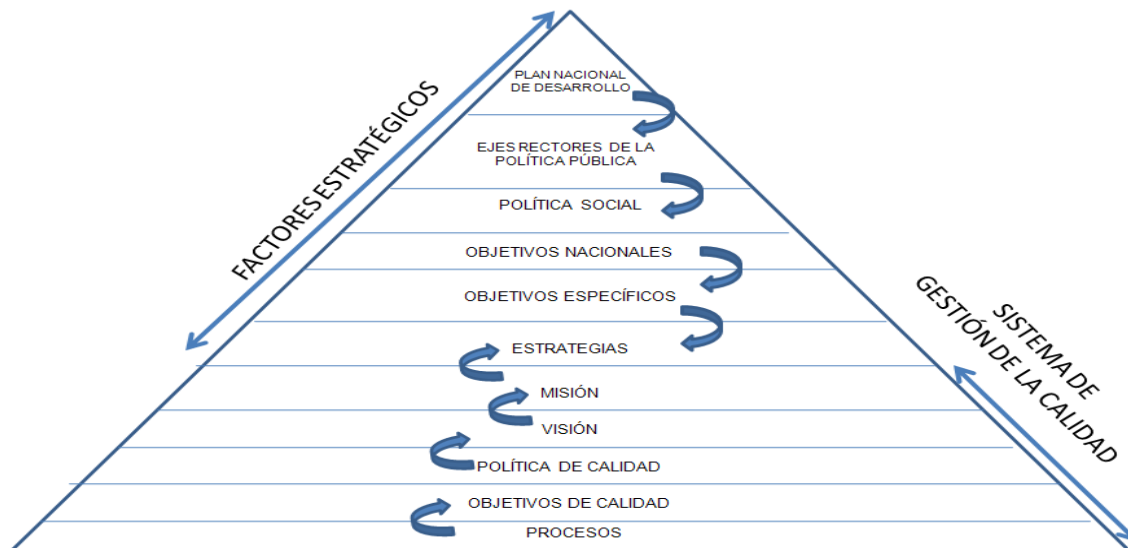 FACTORES ESTRATÉGICOS
PLAN NACIONAL
DE DESARROLLO
EJES RECTORES DE LA
POLÍTICA PÚBLICA
POLÍTICA SOCIAL
OBJETIVOS NACIONALES
OBJETIVOS ESPECÍFICOS
ESTRATEGIAS
MISIÓN
VISIÓN
POLÍTICA DE CALIDAD
OBJETIVOS DE CALIDAD
PROCESOS
SISTEMA DE
GESTIÓN DE LA CALIDAD